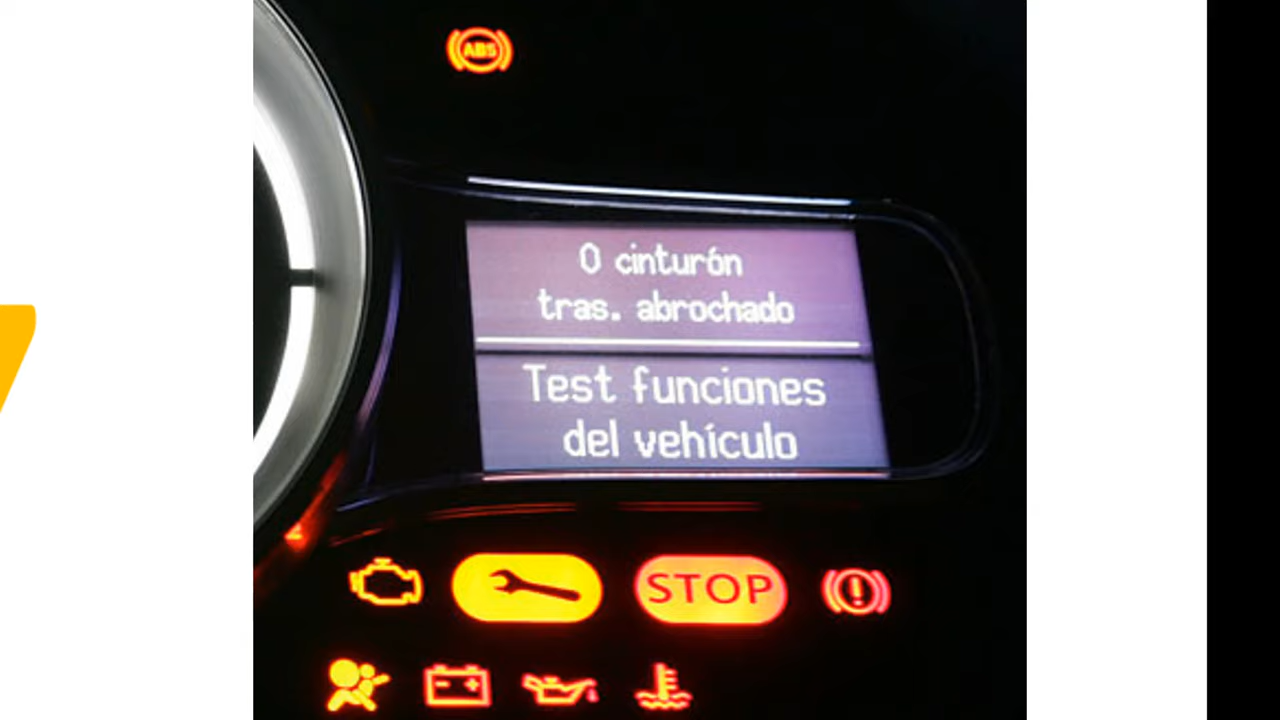 ABS
0 cinturón
tras. abrochado
Test funciones
del vehículo
STOP